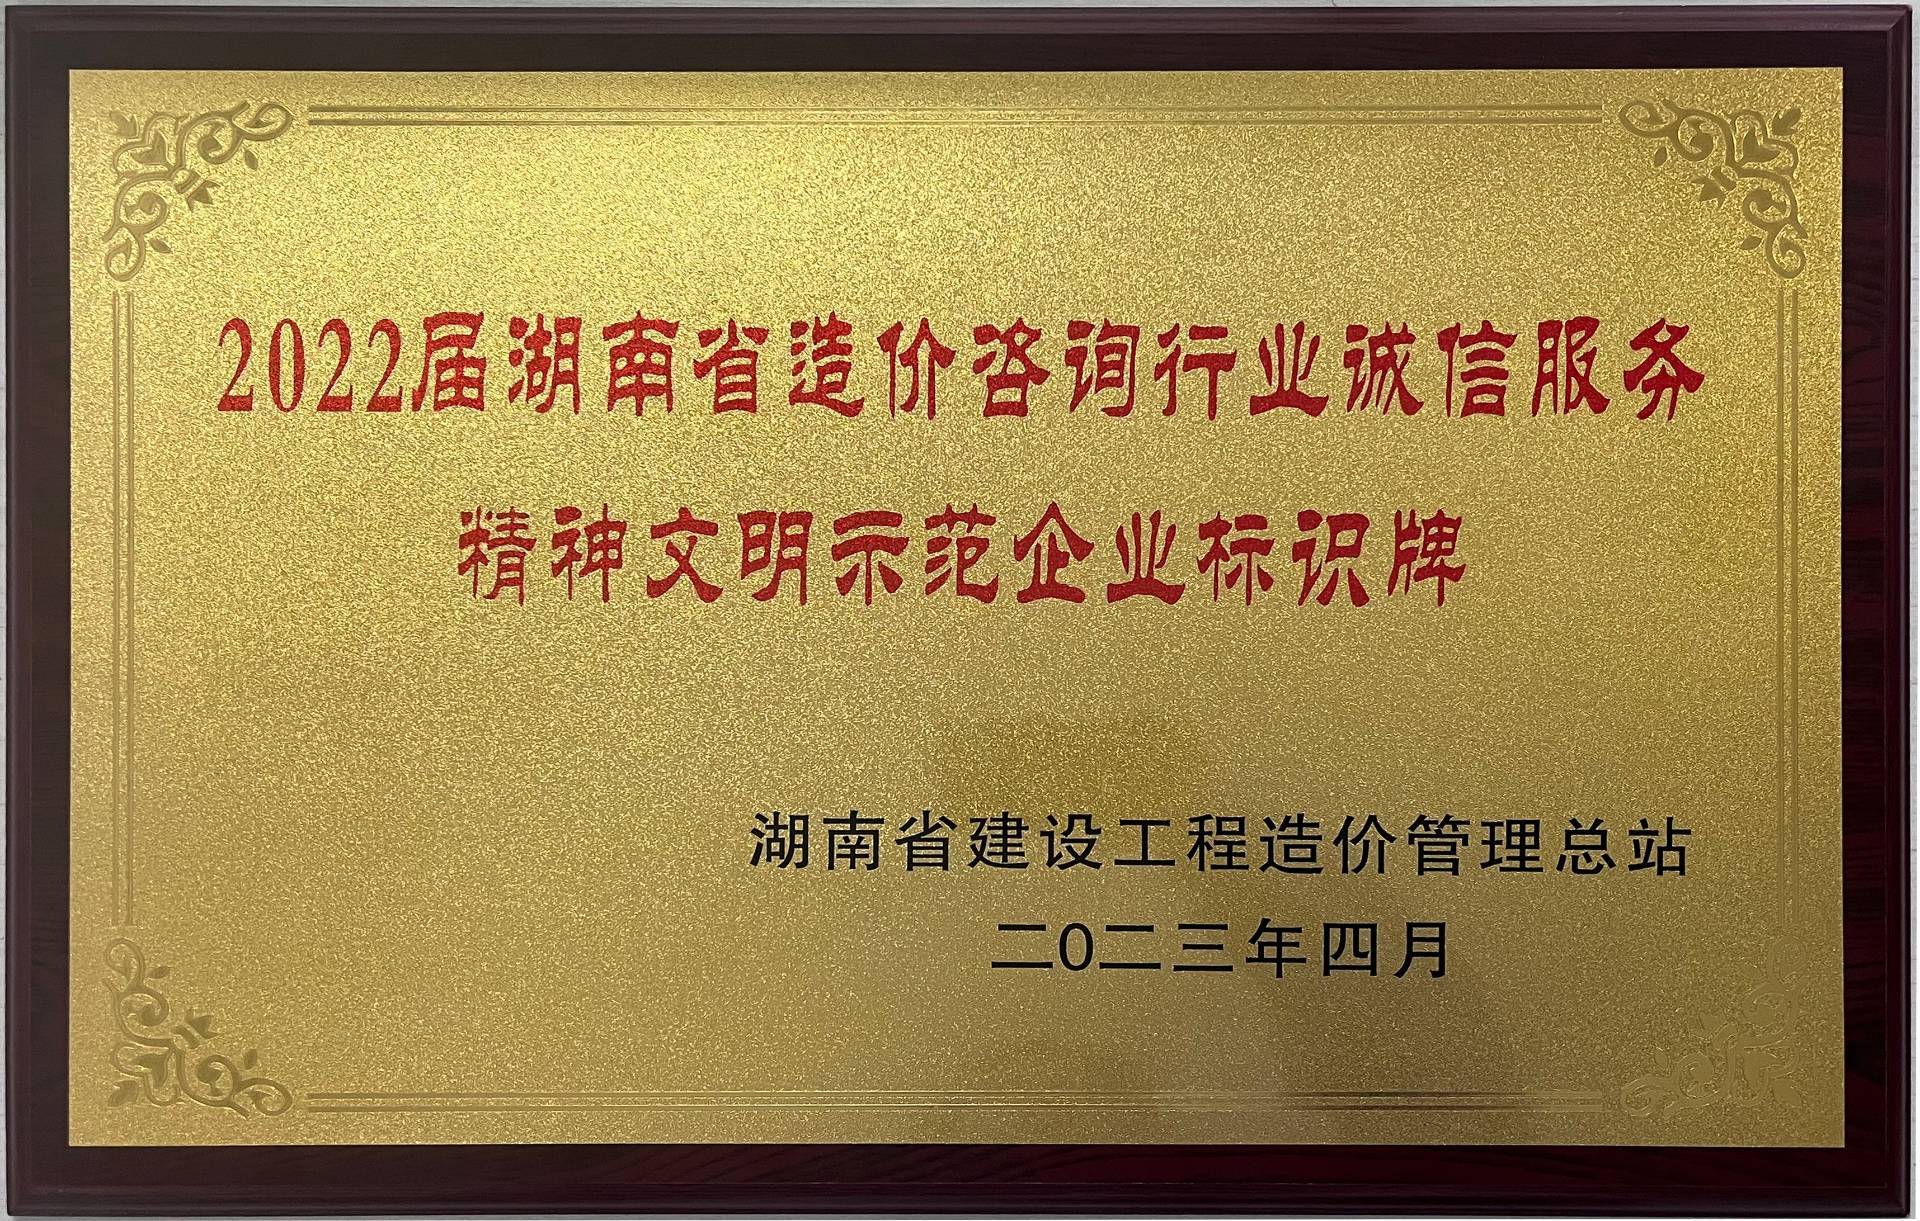 2022届湖南省造价咨询行业诚信服务
精神文明示范企业标识牌
湖南省建设工程造价管理总站
二0二三年四月